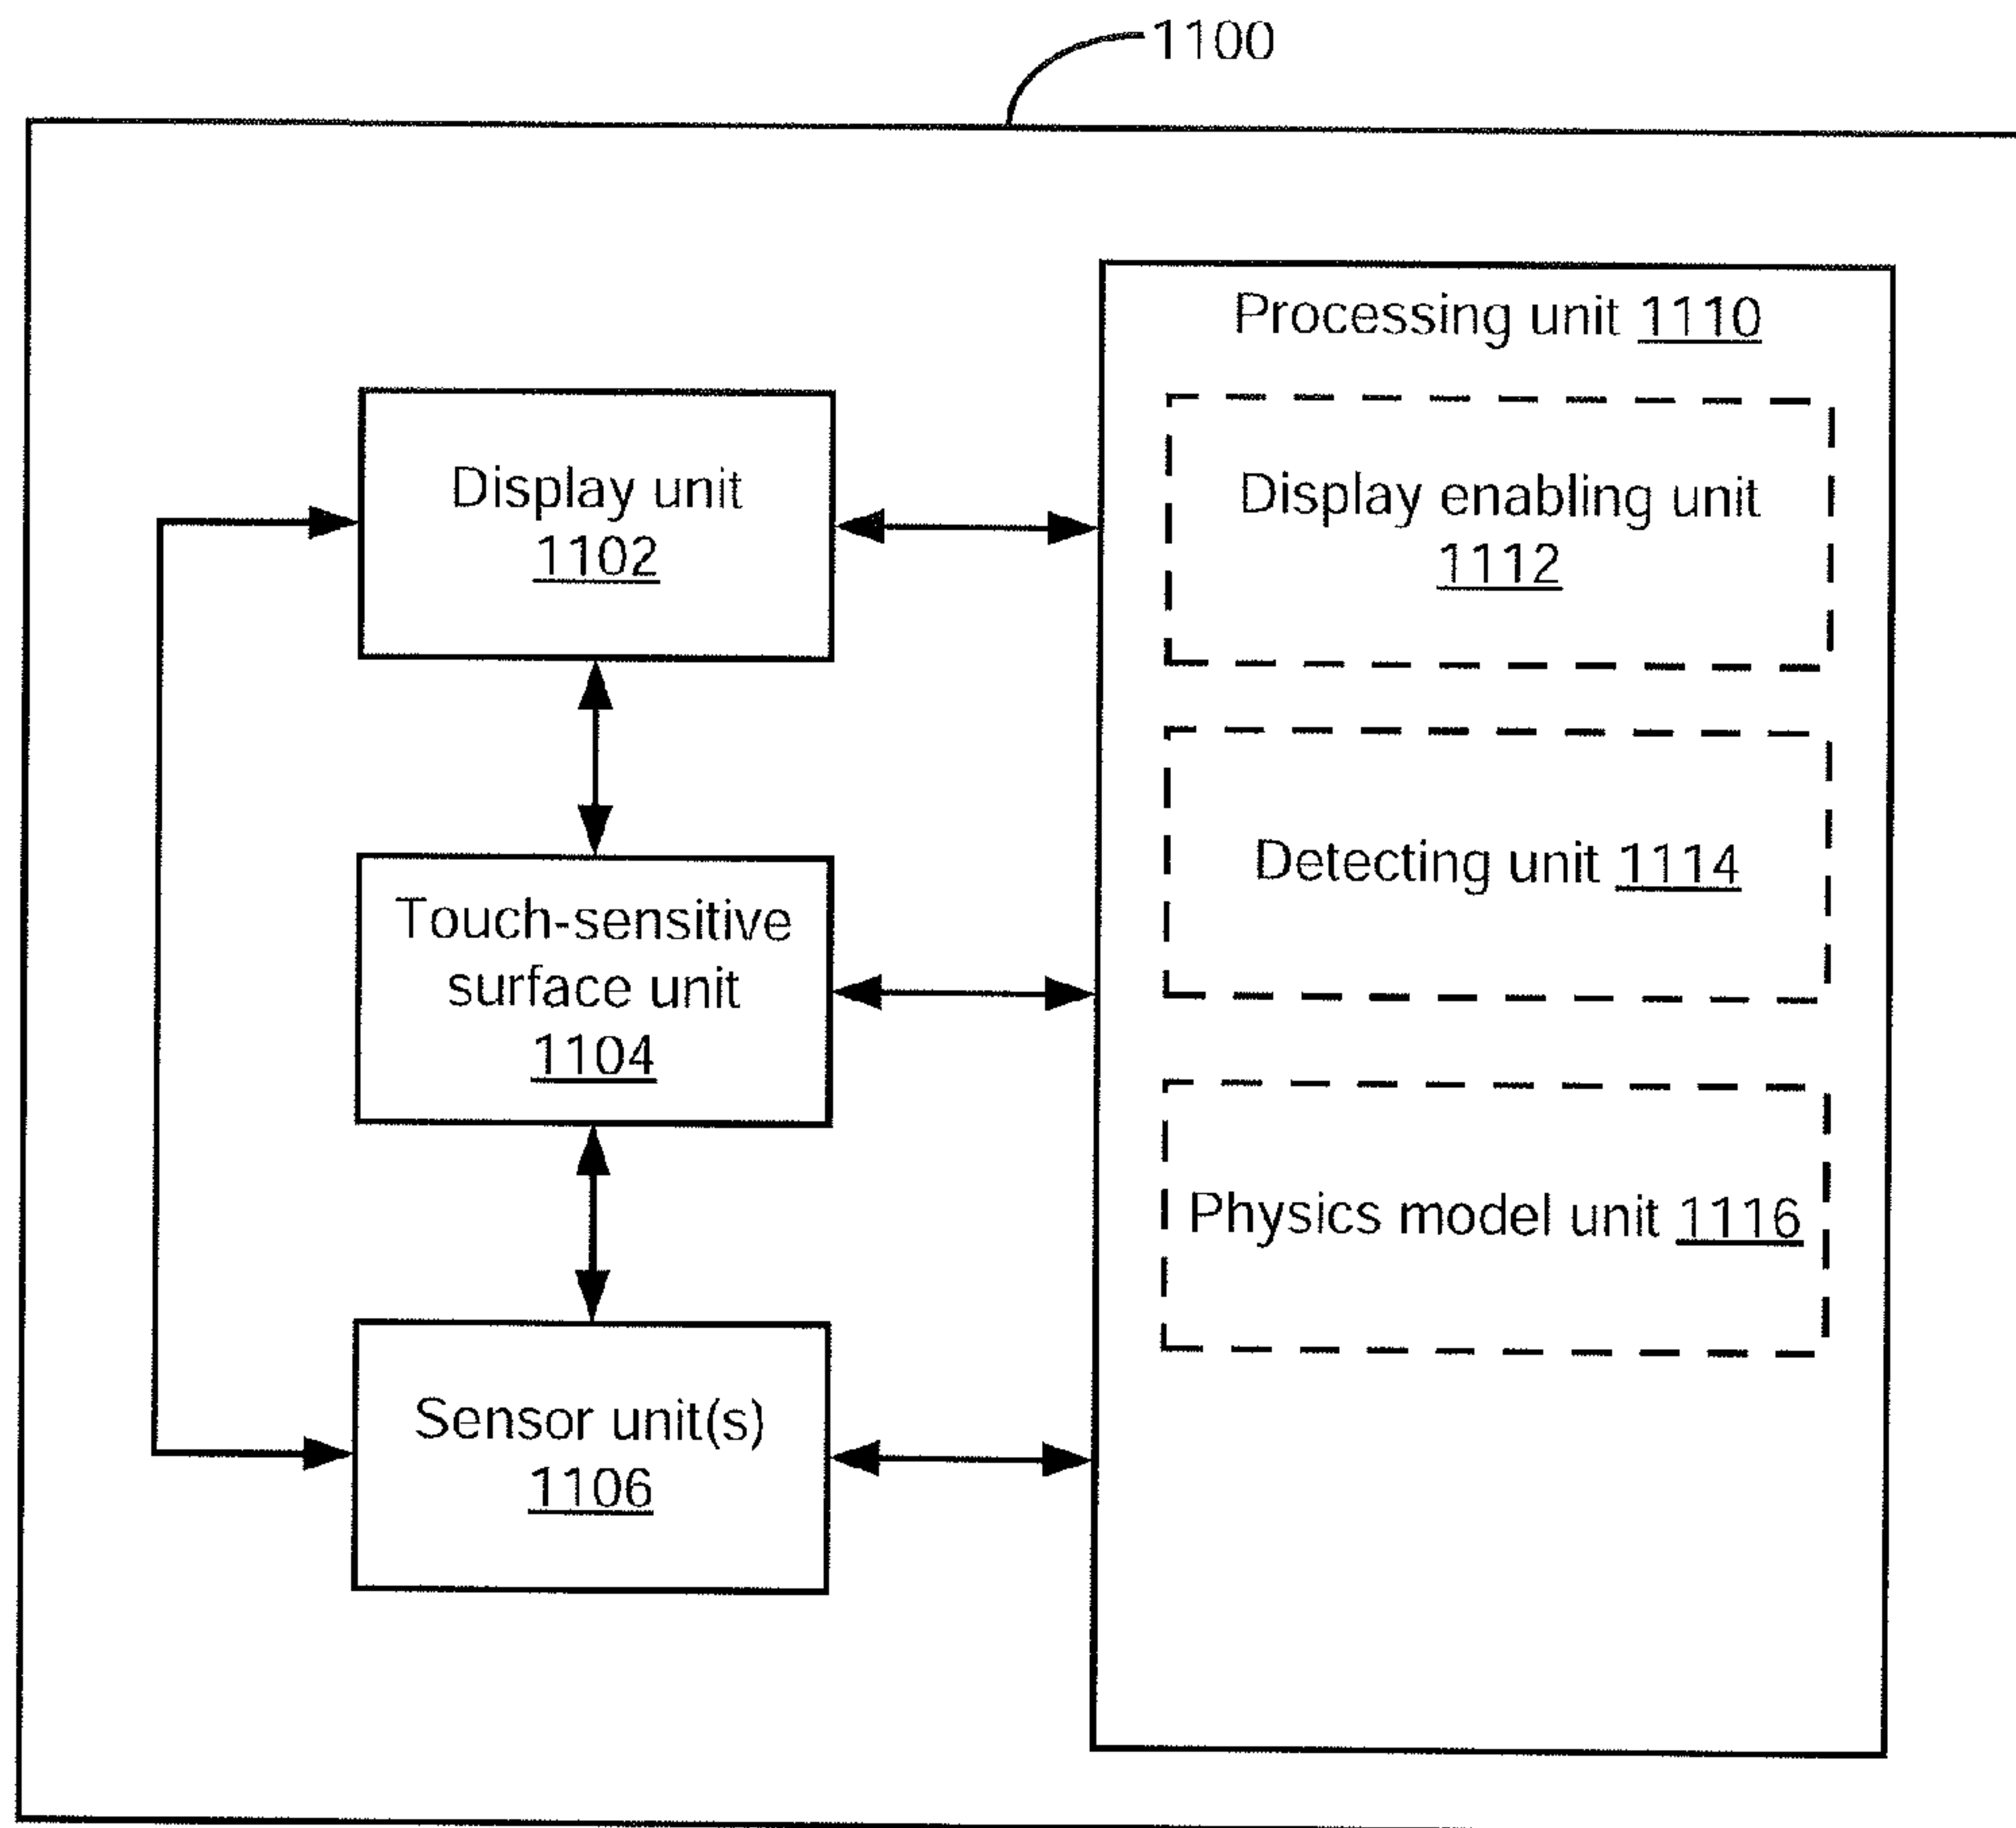 1100
Processing unit 1110
Display unit
1102
Display enabling unit
1112
Touch-sensitive
surface unit
1104
Detecting unit 1114
Physics model unit 1116
Sensor unit(s)
1106